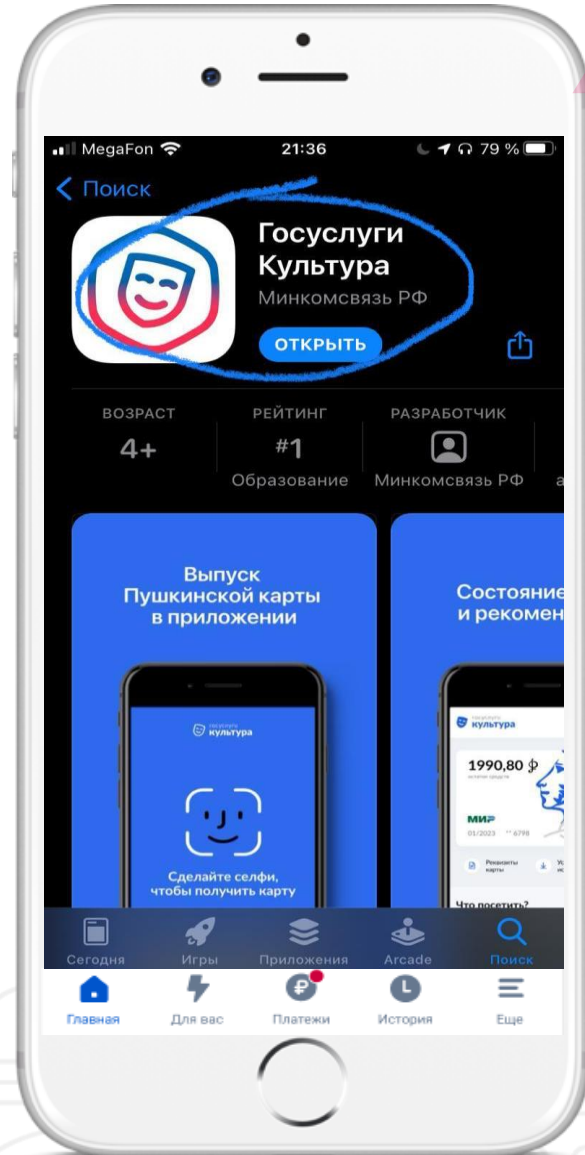 MegaFon 21:36 79 %
Поиск
Госуслуги
Культура
Минкомсвязь РФ
ОТКРЫТЬ
ВОЗРАСТ РЕЙТИНГ РАЗРАБОТЧИК
4+ #1
Образование Минкомсвязь РФ
Выпуск
Пушкинской карты
в приложении
культура
Сделайте селфи,
чтобы получить карту
Состояние
и рекомен
культура
1990,80
МИР
01/2023 ** 6798
Реквизиты
карты
Что посетить?
Сегодня Игры Приложения Arcade Поиск
Главная Для вас Платежи История Еще